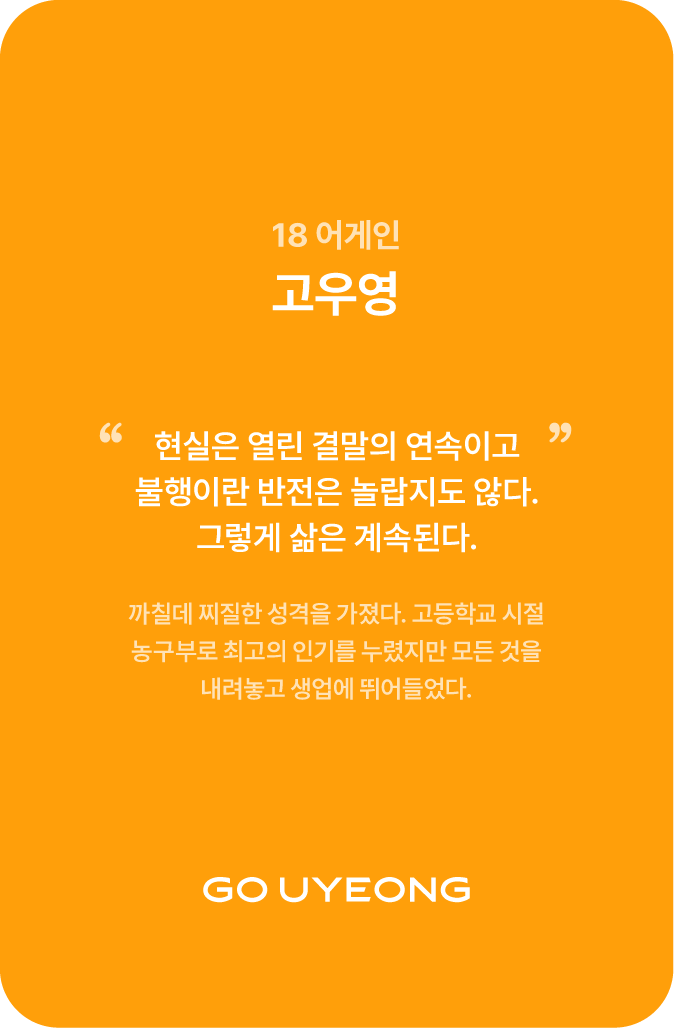 18 어게인
고우영
“ 현실은 열린 결말의 연속이고 ”
불행이란 반전은 놀랍지도 않다.
그렇게 삶은 계속된다.
까칠데 찌질한 성격을 가졌다. 고등학교 시절
농구부로 최고의 인기를 누렸지만 모든 것을
내려놓고 생업에 뛰어들었다.
GO UYEONG